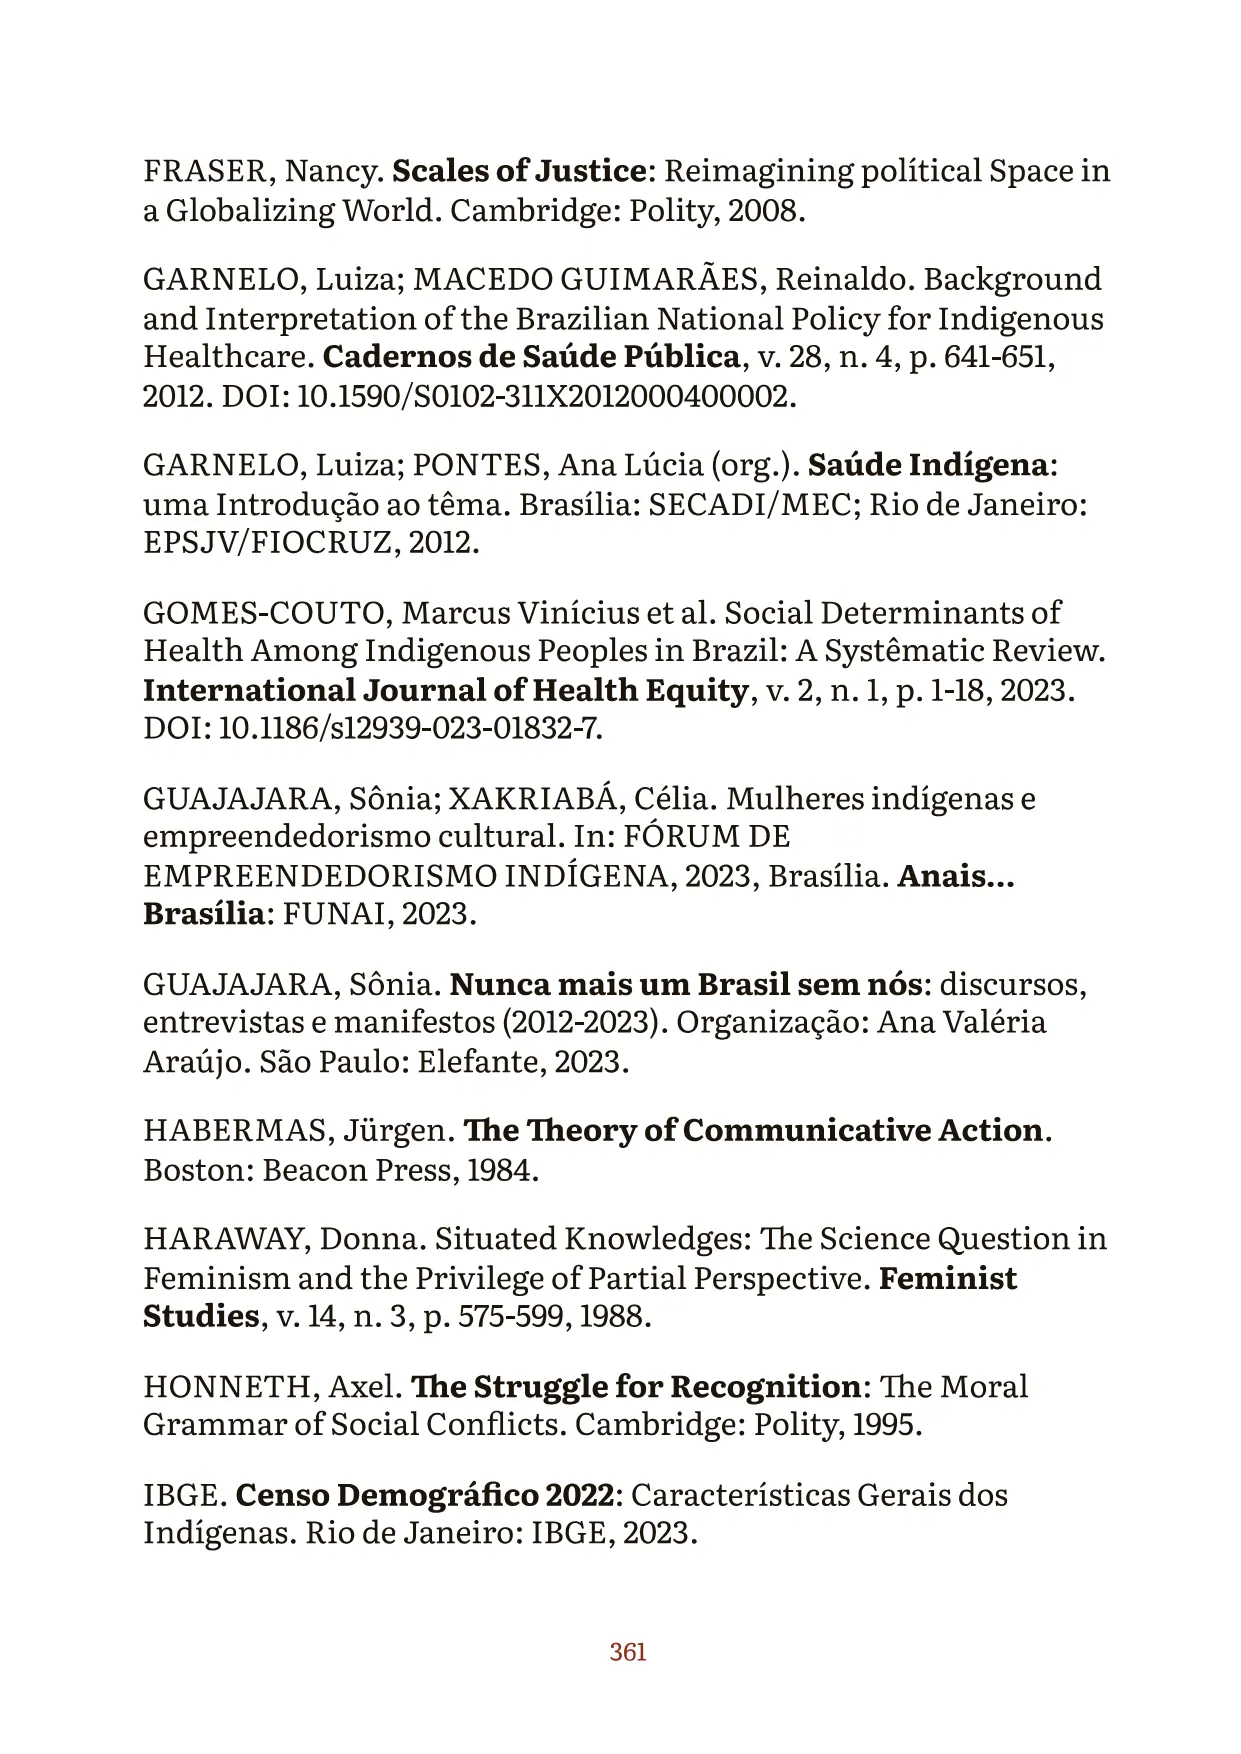 FRASER, Nancy. Scales of Justice: Reimagining polítical Space in
a Globalizing World. Cambridge: Polity, 2008.
GARNELO, Luiza; MACEDO GUIMARÃES, Reinaldo. Background
and Interpretation of the Brazilian National Policy for Indigenous
Healthcare. Cadernos de Saúde Pública, v. 28, n. 4, p. 641-651,
2012. DOI: 10.1590/S0102-311X2012000400002.
GARNELO, Luiza; PONTES, Ana Lúcia (org.). Saúde Indígena:
uma Introdução ao têma. Brasília: SECADI/MEC; Rio de Janeiro:
EPSJV/FIOCRUZ, 2012.
GOMES-COUTO, Marcus Vinícius et al. Social Determinants of
Health Among Indigenous Peoples in Brazil: A Systêmatic Review.
International Journal of Health Equity, v. 2, n. 1, p. 1-18, 2023.
DOI: 10.1186/s12939-023-01832-7.
GUAJAJARA, Sônia; XAKRIABÁ, Célia. Mulheres indígenas e
empreendedorismo cultural. In: FÓRUM DE
EMPREENDEDORISMO INDÍGENA, 2023, Brasília. Anais...
Brasília: FUNAI, 2023.
GUAJAJARA, Sônia. Nunca mais um Brasil sem nós: discursos,
entrevistas e manifestos (2012-2023). Organização: Ana Valéria
Araújo. São Paulo: Elefante, 2023.
HABERMAS, Jürgen. The Theory of Communicative Action.
Boston: Beacon Press, 1984.
HARAWAY, Donna. Situated Knowledges: The Science Question in
Feminism and the Privilege of Partial Perspective. Feminist
Studies, v. 14, n. 3, p. 575-599, 1988.
HONNETH, Axel. The Struggle for Recognition: The Moral
Grammar of Social Conflicts. Cambridge: Polity, 1995.
IBGE. Censo Demográfico 2022: Características Gerais dos
Indígenas. Rio de Janeiro: IBGE, 2023.
361